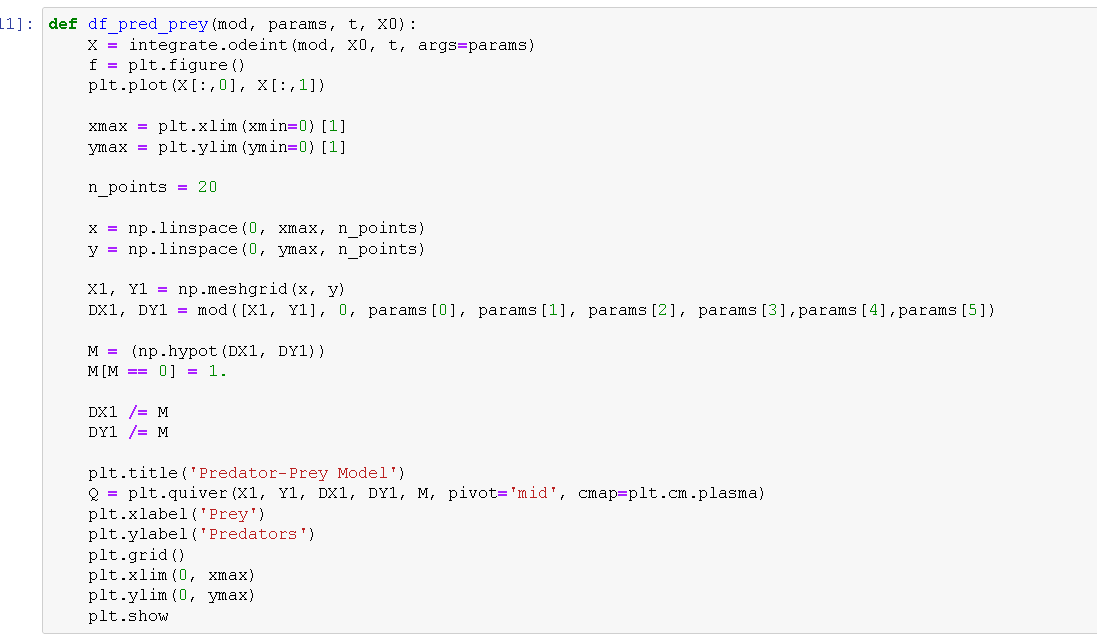 11]: def df_pred_prey(mod, params, t, X0):
    X = integrate.odeint(mod, X0, t, args=params)
    f = plt.figure()
    plt.plot(X[:,0], X[:,1])

    xmax = plt.xlim(xmin=0)[1]
    ymax = plt.ylim(ymin=0)[1]

    n_points = 20

    x = np.linspace(0, xmax, n_points)
    y = np.linspace(0, ymax, n_points)

    X1, Y1 = np.meshgrid(x, y)
    DX1, DY1 = mod([X1, Y1], 0, params[0], params[1], params[2], params[3],params[4],params[5])

    M = (np.hypot(DX1, DY1))
    M[M == 0] = 1.

    DX1 /= M
    DY1 /= M

    plt.title('Predator-Prey Model')
    Q = plt.quiver(X1, Y1, DX1, DY1, M, pivot='mid', cmap=plt.cm.plasma)
    plt.xlabel('Prey')
    plt.ylabel('Predators')
    plt.grid()
    plt.xlim(0, xmax)
    plt.ylim(0, ymax)
    plt.show